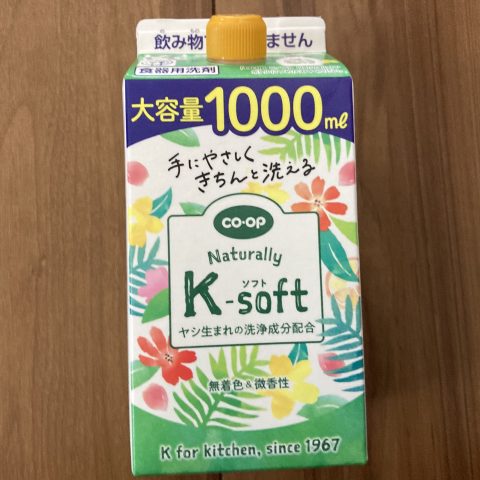 飲み物 ません
食器用洗剤
大容量1000ml
手にやさしく
きちんと洗える
CO・OP
Naturally
ソフト
K-soft
ヤシ生まれの洗浄成分配合
無着色&微香性
K for kitchen, since 1967